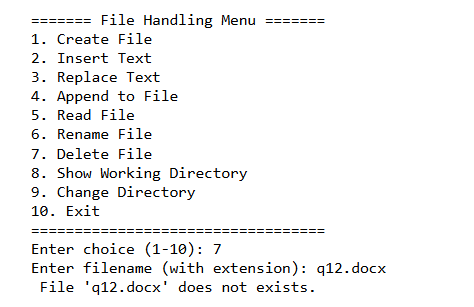 ======= File Handling Menu =======
1. Create File
2. Insert Text
3. Replace Text
4. Append to File
5. Read File
6. Rename File
7. Delete File
8. Show Working Directory
9. Change Directory
10. Exit
==================================
Enter choice (1-10): 7
Enter filename (with extension): q12.docx
 File 'q12.docx' does not exists.